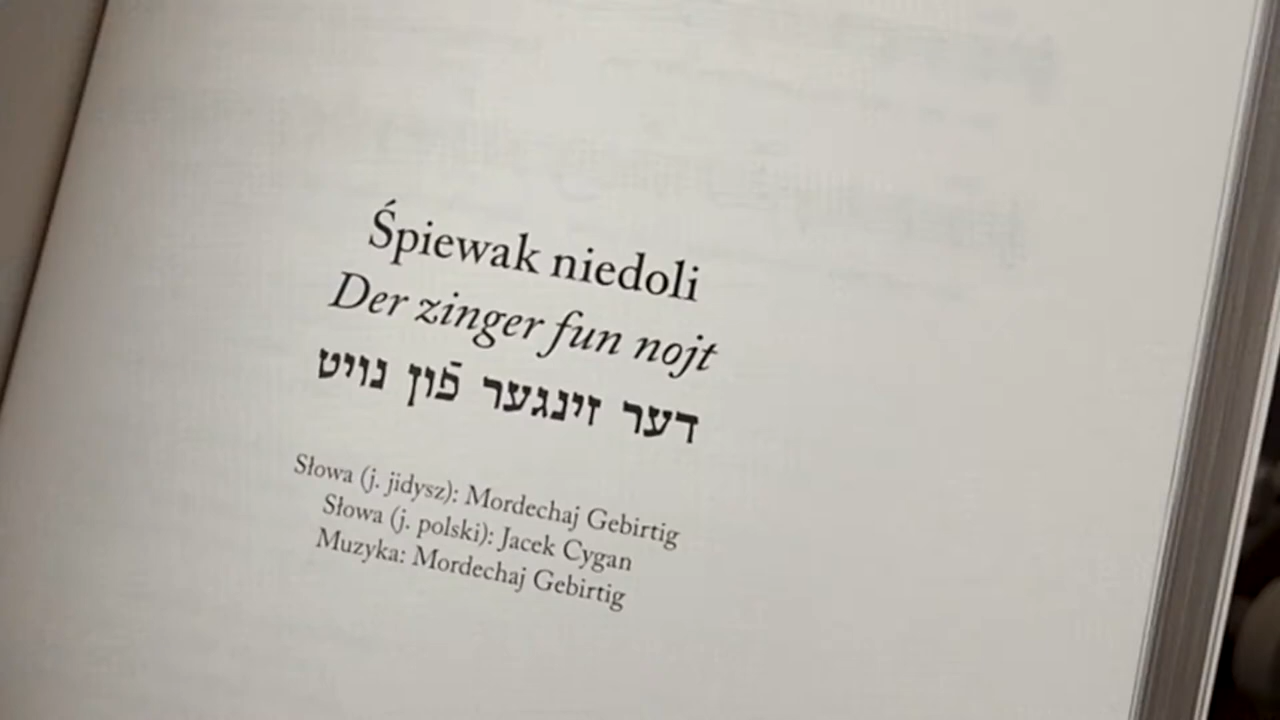 Śpiewak niedoli
Der zinger fun nojt
דער זינגער פֿון נויט
Słowa (j. jidysz): Mordechaj Gebirtig
Słowa (j. polski): Jacek Cygan
Muzyka: Mordechaj Gebirtig